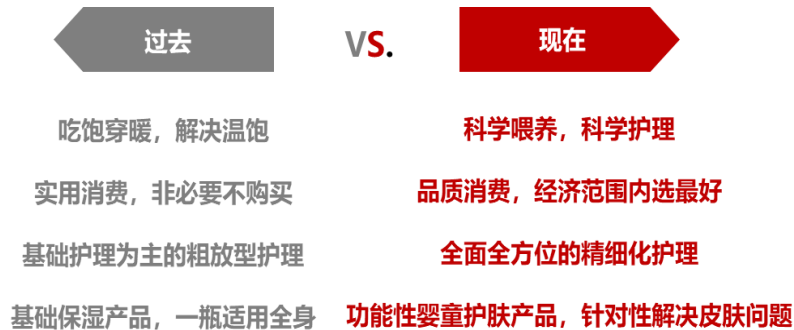 过去
VS.
现在
吃饱穿暖，解决温饱
科学喂养，科学护理
实用消费，非必要不购买
品质消费，经济范围内选最好
基础护理为主的粗放型护理
全面全方位的精细化护理
基础保湿产品，一瓶适用全身
功能性婴童护肤产品，针对性解决皮肤问题